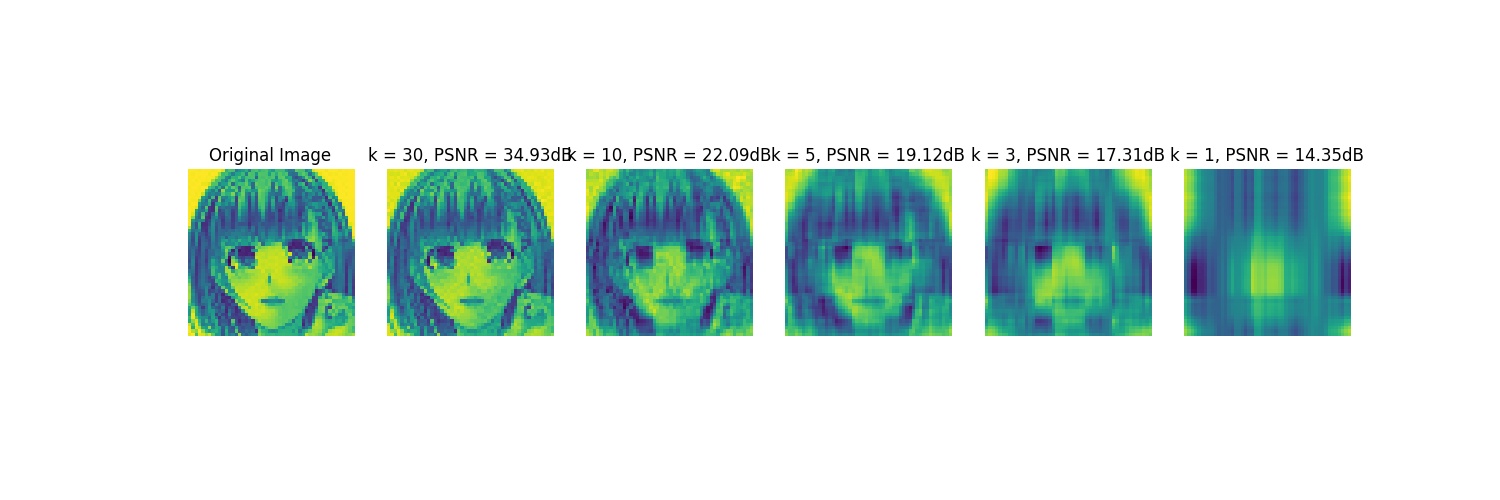 Original Image
k = 30, PSNR = 34.93dB
k = 10, PSNR = 22.09dB
k = 5, PSNR = 19.12dB
k = 3, PSNR = 17.31dB
k = 1, PSNR = 14.35dB